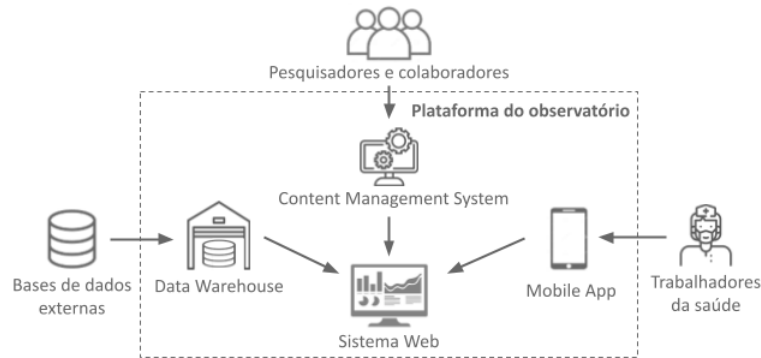 Pesquisadores e colaboradores
Plataforma do observatório
Content Management System
Bases de dados
externas
Data Warehouse
Sistema Web
Mobile App
Trabalhadores
da saúde